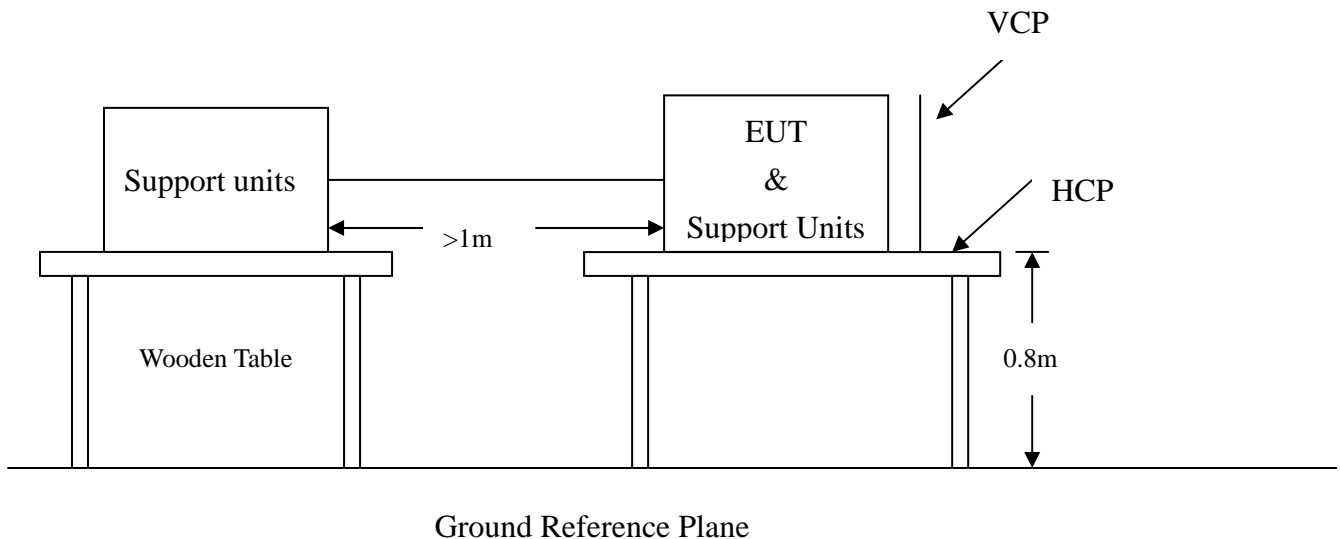 VCP
EUT
&
Support Units
Support units
HCP
>1m
Wooden Table
0.8m
Ground Reference Plane